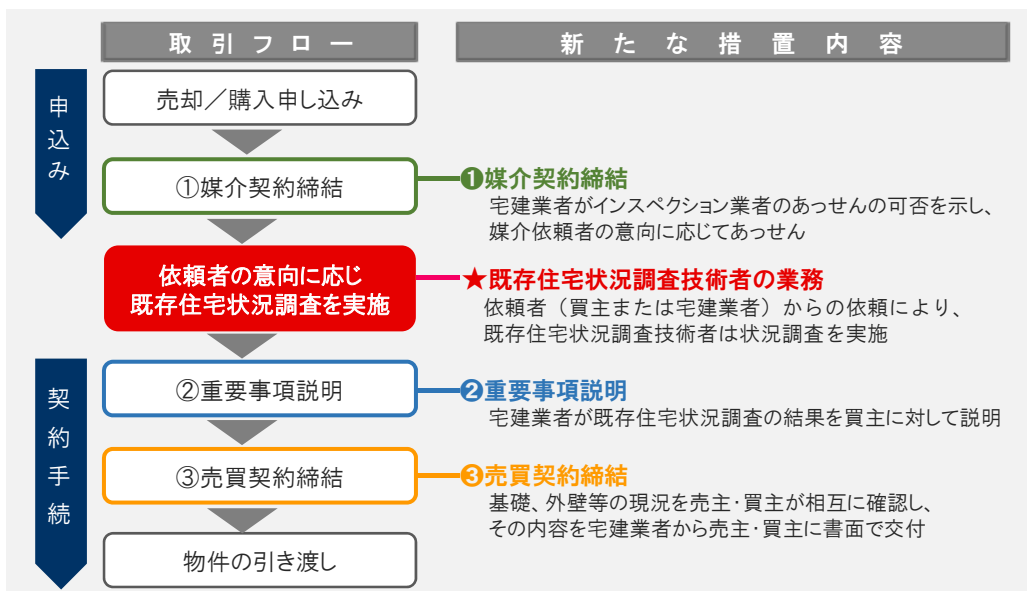 取引フロー
新たな措置内容
申込み
売却／購入申し込み
①媒介契約締結
❶媒介契約締結
宅建業者がインスペクション業者のあっせんの可否を示し、
媒介依頼者の意向に応じてあっせん
依頼者の意向に応じ
既存住宅状況調査を実施
★既存住宅状況調査技術者の業務
依頼者（買主または宅建業者）からの依頼により、
既存住宅状況調査技術者は状況調査を実施
契約手続
②重要事項説明
❷重要事項説明
宅建業者が既存住宅状況調査の結果を買主に対して説明
③売買契約締結
❸売買契約締結
基礎、外壁等の現況を売主・買主が相互に確認し、
その内容を宅建業者から売主・買主に書面で交付
物件の引き渡し